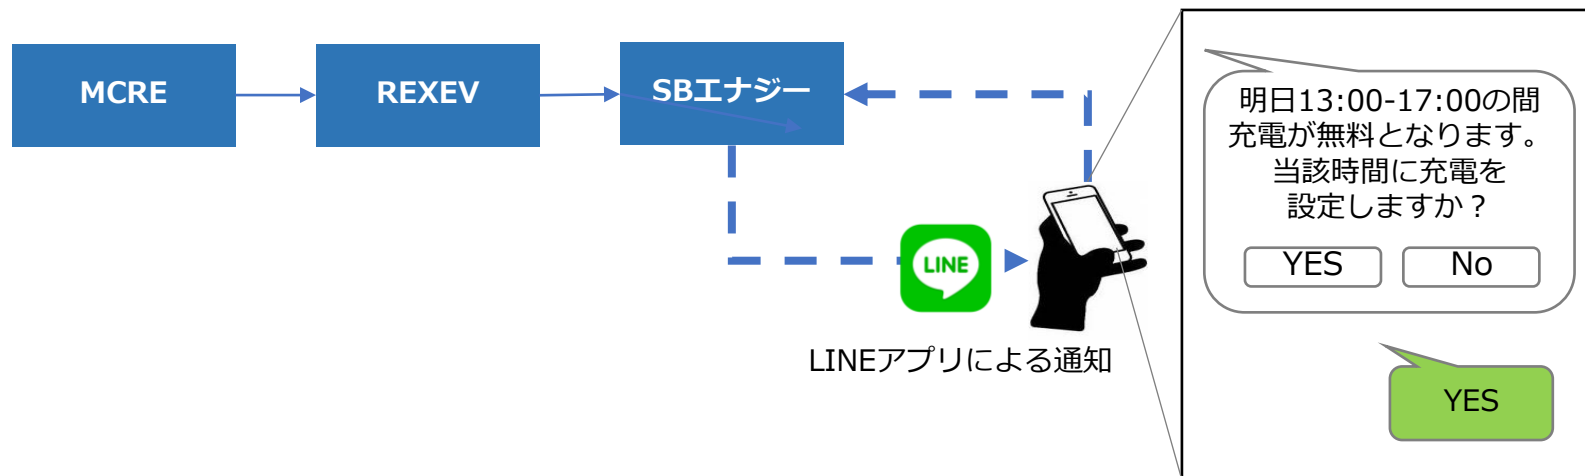 MCRE
REXEV
SBエナジー
LINE
LINEアプリによる通知
明日13:00-17:00の間
充電が無料となります。
当該時間に充電を
設定しますか？
YES
No
YES